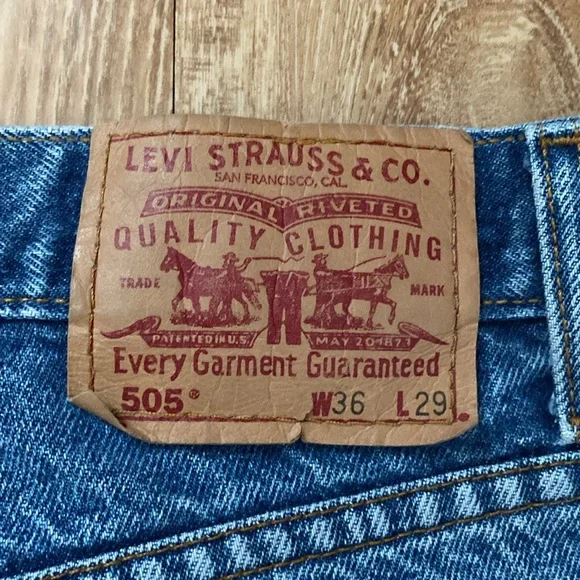 LEVI STRAUSS & CO.
SAN FRANCISCO, CAL.
ORIGINAL RIVETED
QUALITY CLOTHING
TRADE MARK
PATENTED IN U.S. MAY 20 1873
Every Garment Guaranteed
505® W36 L29